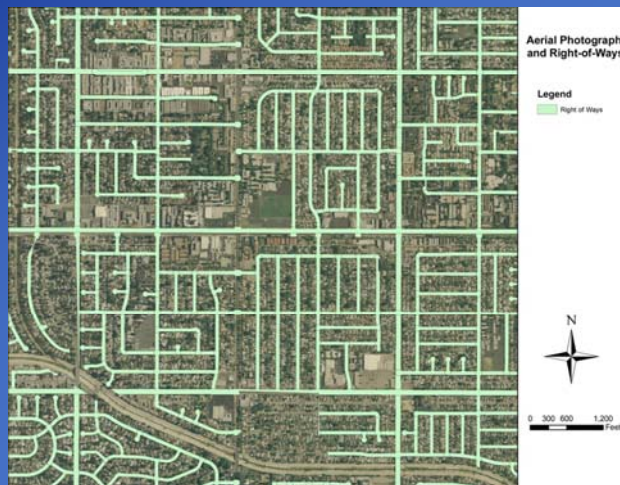 Aerial Photograph
and Right-of-Ways
Legend
Right of Ways
N
0 300 600 1,200
Feet